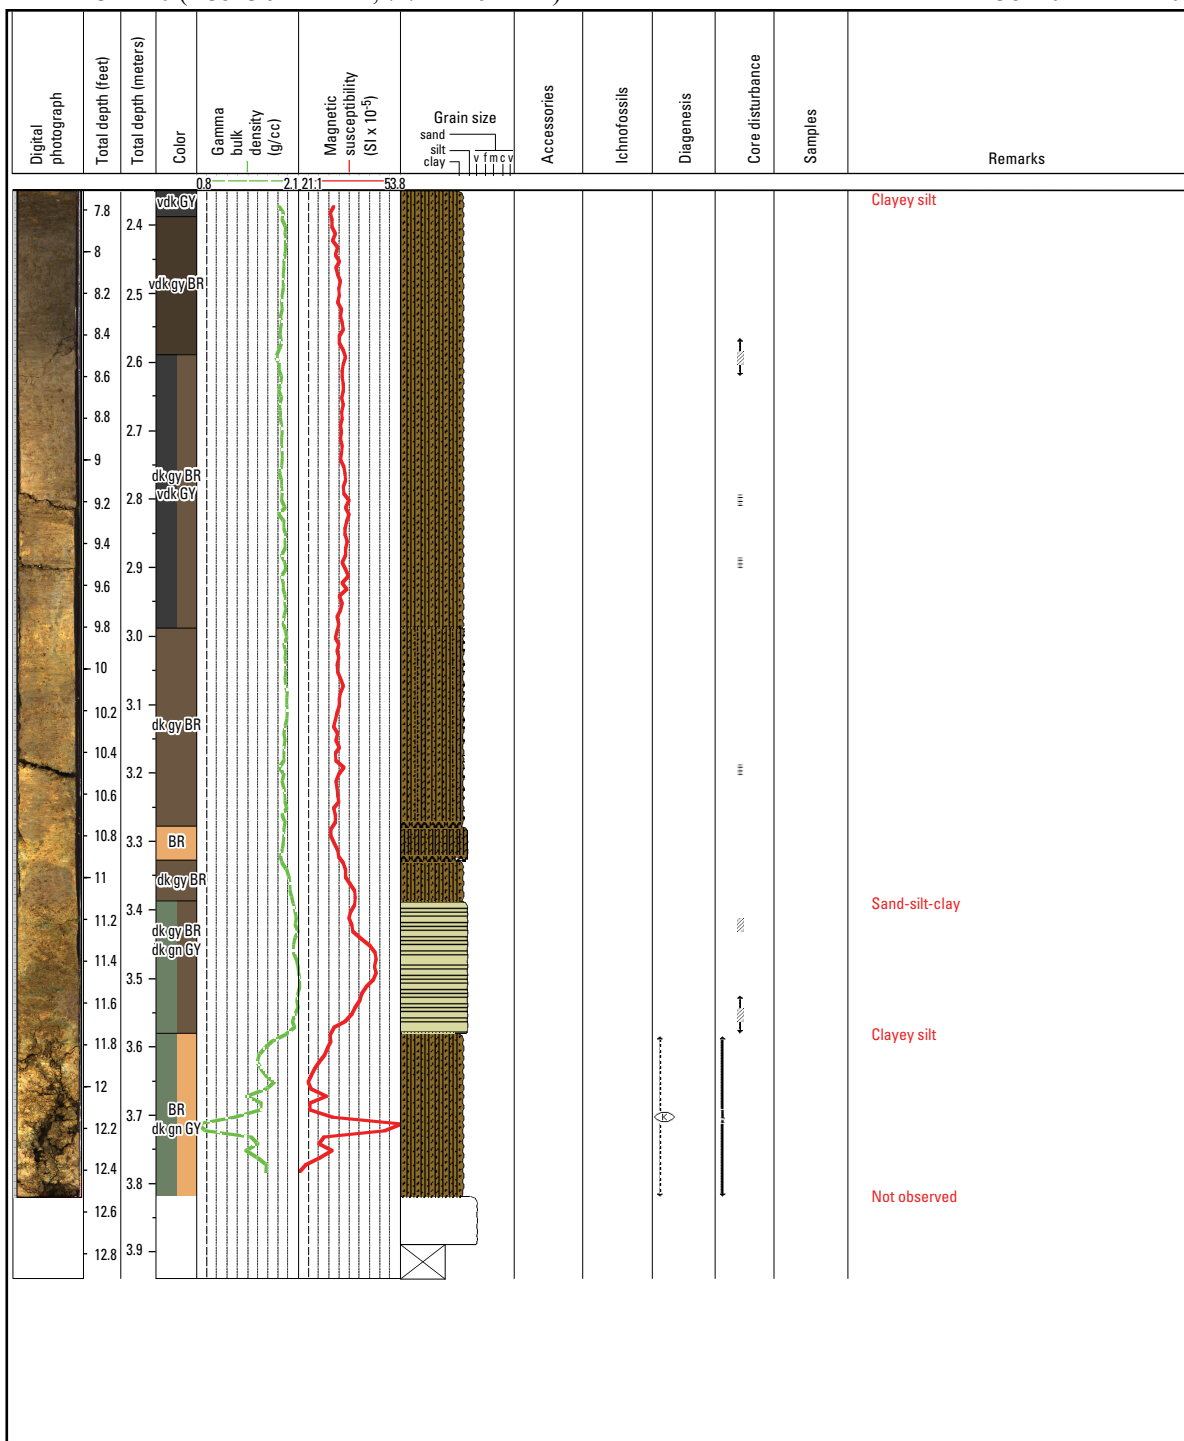 Digital photograph
Total depth (feet)
Total depth (meters)
Color
Gamma bulk density (g/cc)
Magnetic susceptibility (SI x 10-5)
Grain size
sand
silt
clay
v f m c v
Accessories
Ichnofossils
Diagenesis
Core disturbance
Samples
Remarks
0.8
2.1
21.1
53.8
vdk GY
Clayey silt
7.8
2.4
8
vdk gy BR
8.2
2.5
8.4
2.6
8.6
8.8
2.7
9
dk gy BR
vdk GY
9.2
2.8
9.4
2.9
9.6
9.8
3.0
10
10.2
3.1
dk gy BR
10.4
3.2
10.6
10.8
3.3
BR
11
dk gy BR
3.4
Sand-silt-clay
11.2
dk gy BR
dk gn GY
11.4
3.5
11.6
11.8
3.6
Clayey silt
12
BR
3.7
K
dk gn GY
12.2
12.4
3.8
Not observed
12.6
12.8
3.9